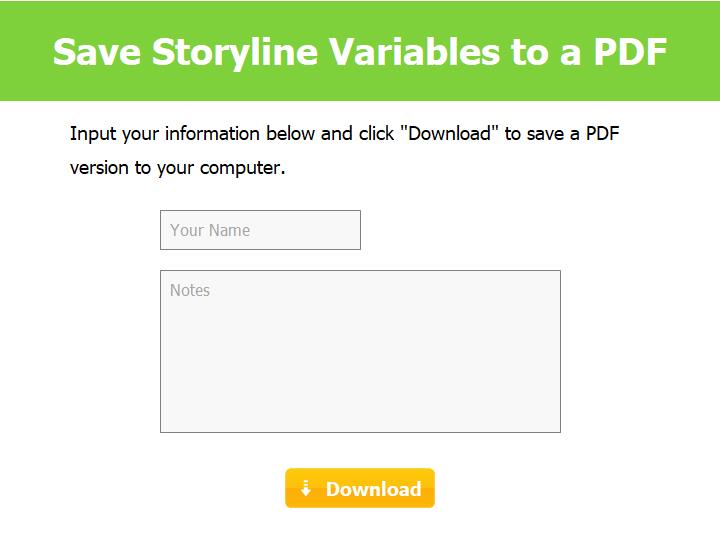 Save Storyline Variables to a PDF
Input your information below and click "Download" to save a PDF
version to your computer.
Your Name
Notes
Download